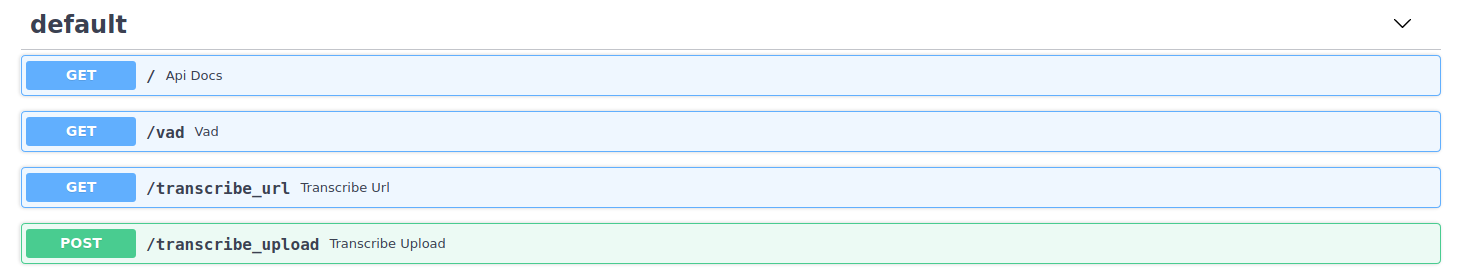 default
GET / Api Docs
GET /vad Vad
GET /transcribe_url Transcribe Url
POST /transcribe_upload Transcribe Upload